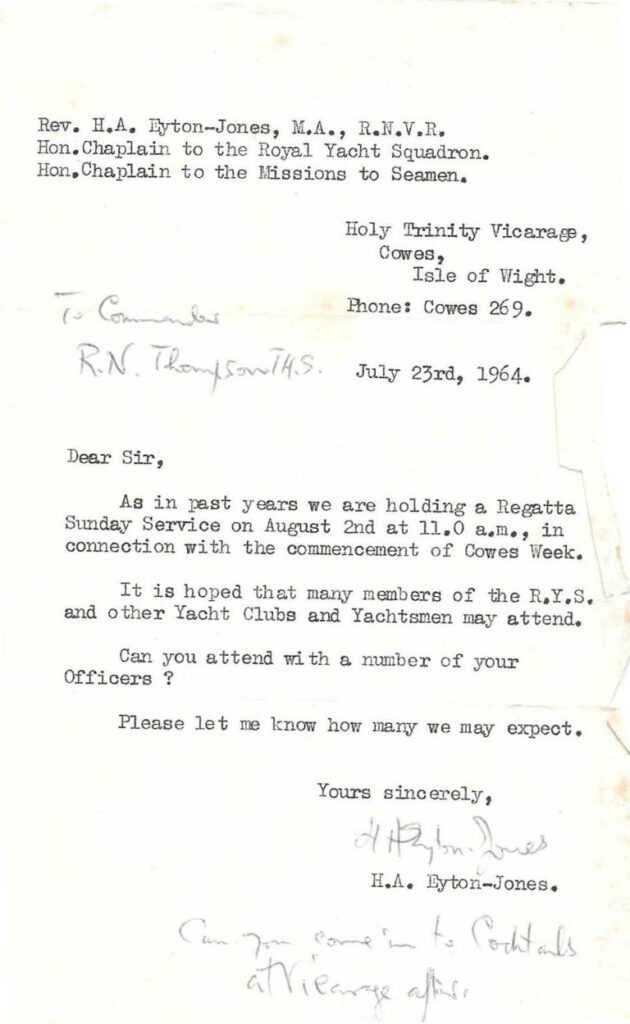 Rev. H.A. Eyton-Jones, M.A., R.N.V.R.
Hon.Chaplain to the Royal Yacht Squadron.
Hon.Chaplain to the Missions to Seamen.
Holy Trinity Vicarage,
Cowes,
Isle of Wight.
Phone: Cowes 269.
To Commander
R.N. Thompson
July 23rd, 1964.
Dear Sir,
As in past years we are holding a Regatta
Sunday Service on August 2nd at 11.0 a.m., in
connection with the commencement of Cowes Week.
It is hoped that many members of the R.Y.S.
and other Yacht Clubs and Yachtsmen may attend.
Can you attend with a number of your
Officers ?
Please let me know how many we may expect.
Yours sincerely,
H A Eyton-Jones
H.A. Eyton-Jones.
Can you come in to Cocktails
at Vicarage after.